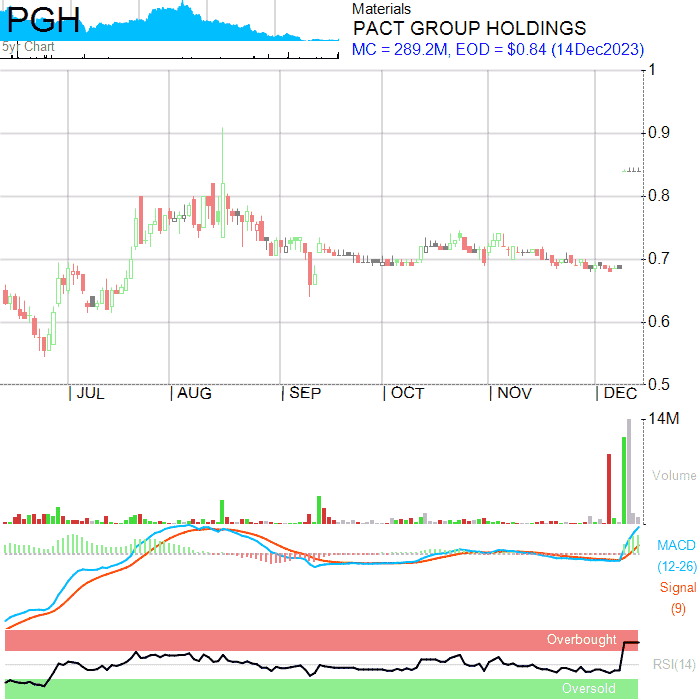 PGH
5yr Chart
Materials
PACT GROUP HOLDINGS
MC = 289.2M, EOD = $0.84 (14Dec2023)
1
0.9
0.8
0.7
0.6
0.5
JUL AUG SEP OCT NOV DEC
14M
Volume
MACD
(12-26)
Signal
(9)
Overbought
RSI(14)
Oversold